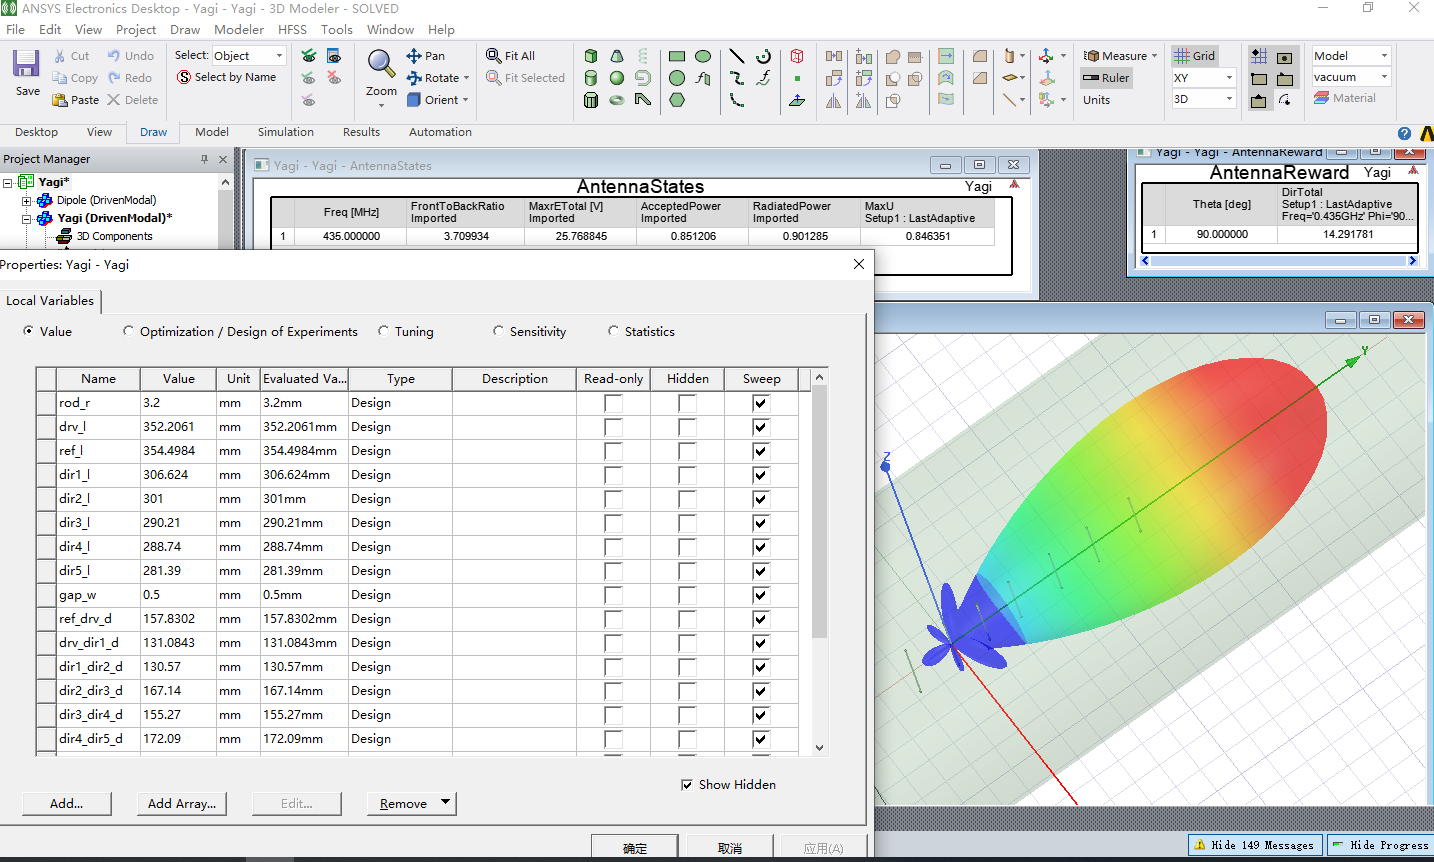 ANSYS Electronics Desktop - Yagi - Yagi - 3D Modeler - SOLVED
File Edit View Project Draw Modeler HFSS Tools Window Help
Save
Cut
Copy
Paste
Undo
Redo
Delete
Select: Object
Select by Name
Zoom
Pan
Rotate
Orient
Fit All
Fit Selected
Measure
Ruler
Units
Grid
XY
3D
Model
vacuum
Material
Desktop View Draw Model Simulation Results Automation
Project Manager
Yagi*
Dipole (DrivenModal)
Yagi (DrivenModal)*
3D Components
Yagi - Yagi - AntennaStates
AntennaStates
Yagi
Freq [MHz] FrontToBackRatio Imported MaxrETotal [V] Imported AcceptedPower Imported RadiatedPower Imported MaxU Setup1 : LastAdaptive
1 435.000000 3.709934 25.768845 0.851206 0.901285 0.846351
Yagi - Yagi - AntennaReward
AntennaReward
Yagi
Theta [deg] DirTotal Setup1 : LastAdaptive Freq='0.435GHz' Phi='90...
1 90.000000 14.291781
Properties: Yagi - Yagi
Local Variables
Value Optimization / Design of Experiments Tuning Sensitivity Statistics
Name Value Unit Evaluated Va... Type Description Read-only Hidden Sweep
rod_r 3.2 mm 3.2mm Design
drv_l 352.2061 mm 352.2061mm Design
ref_l 354.4984 mm 354.4984mm Design
dir1_l 306.624 mm 306.624mm Design
dir2_l 301 mm 301mm Design
dir3_l 290.21 mm 290.21mm Design
dir4_l 288.74 mm 288.74mm Design
dir5_l 281.39 mm 281.39mm Design
gap_w 0.5 mm 0.5mm Design
ref_drv_d 157.8302 mm 157.8302mm Design
drv_dir1_d 131.0843 mm 131.0843mm Design
dir1_dir2_d 130.57 mm 130.57mm Design
dir2_dir3_d 167.14 mm 167.14mm Design
dir3_dir4_d 155.27 mm 155.27mm Design
dir4_dir5_d 172.09 mm 172.09mm Design
Show Hidden
Add... Add Array... Edit... Remove
确定 取消 应用(A)
Z
Y
Hide 149 Messages
Hide Progress